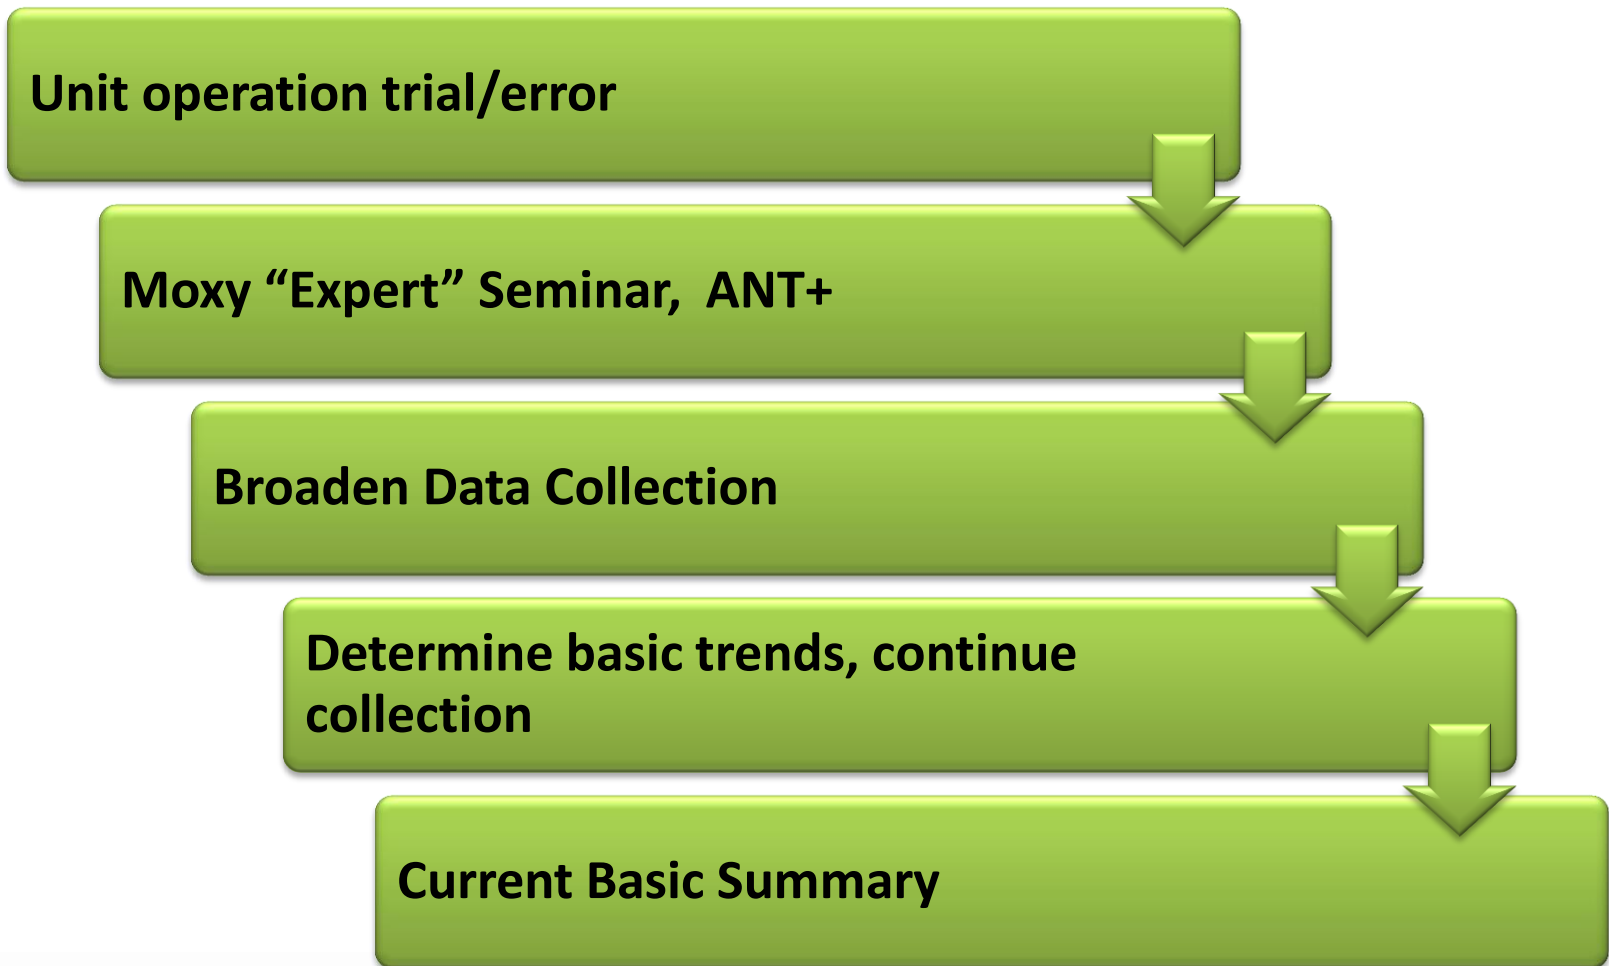 Unit operation trial/error
Moxy “Expert” Seminar,  ANT+
Broaden Data Collection
Determine basic trends, continue
collection
Current Basic Summary